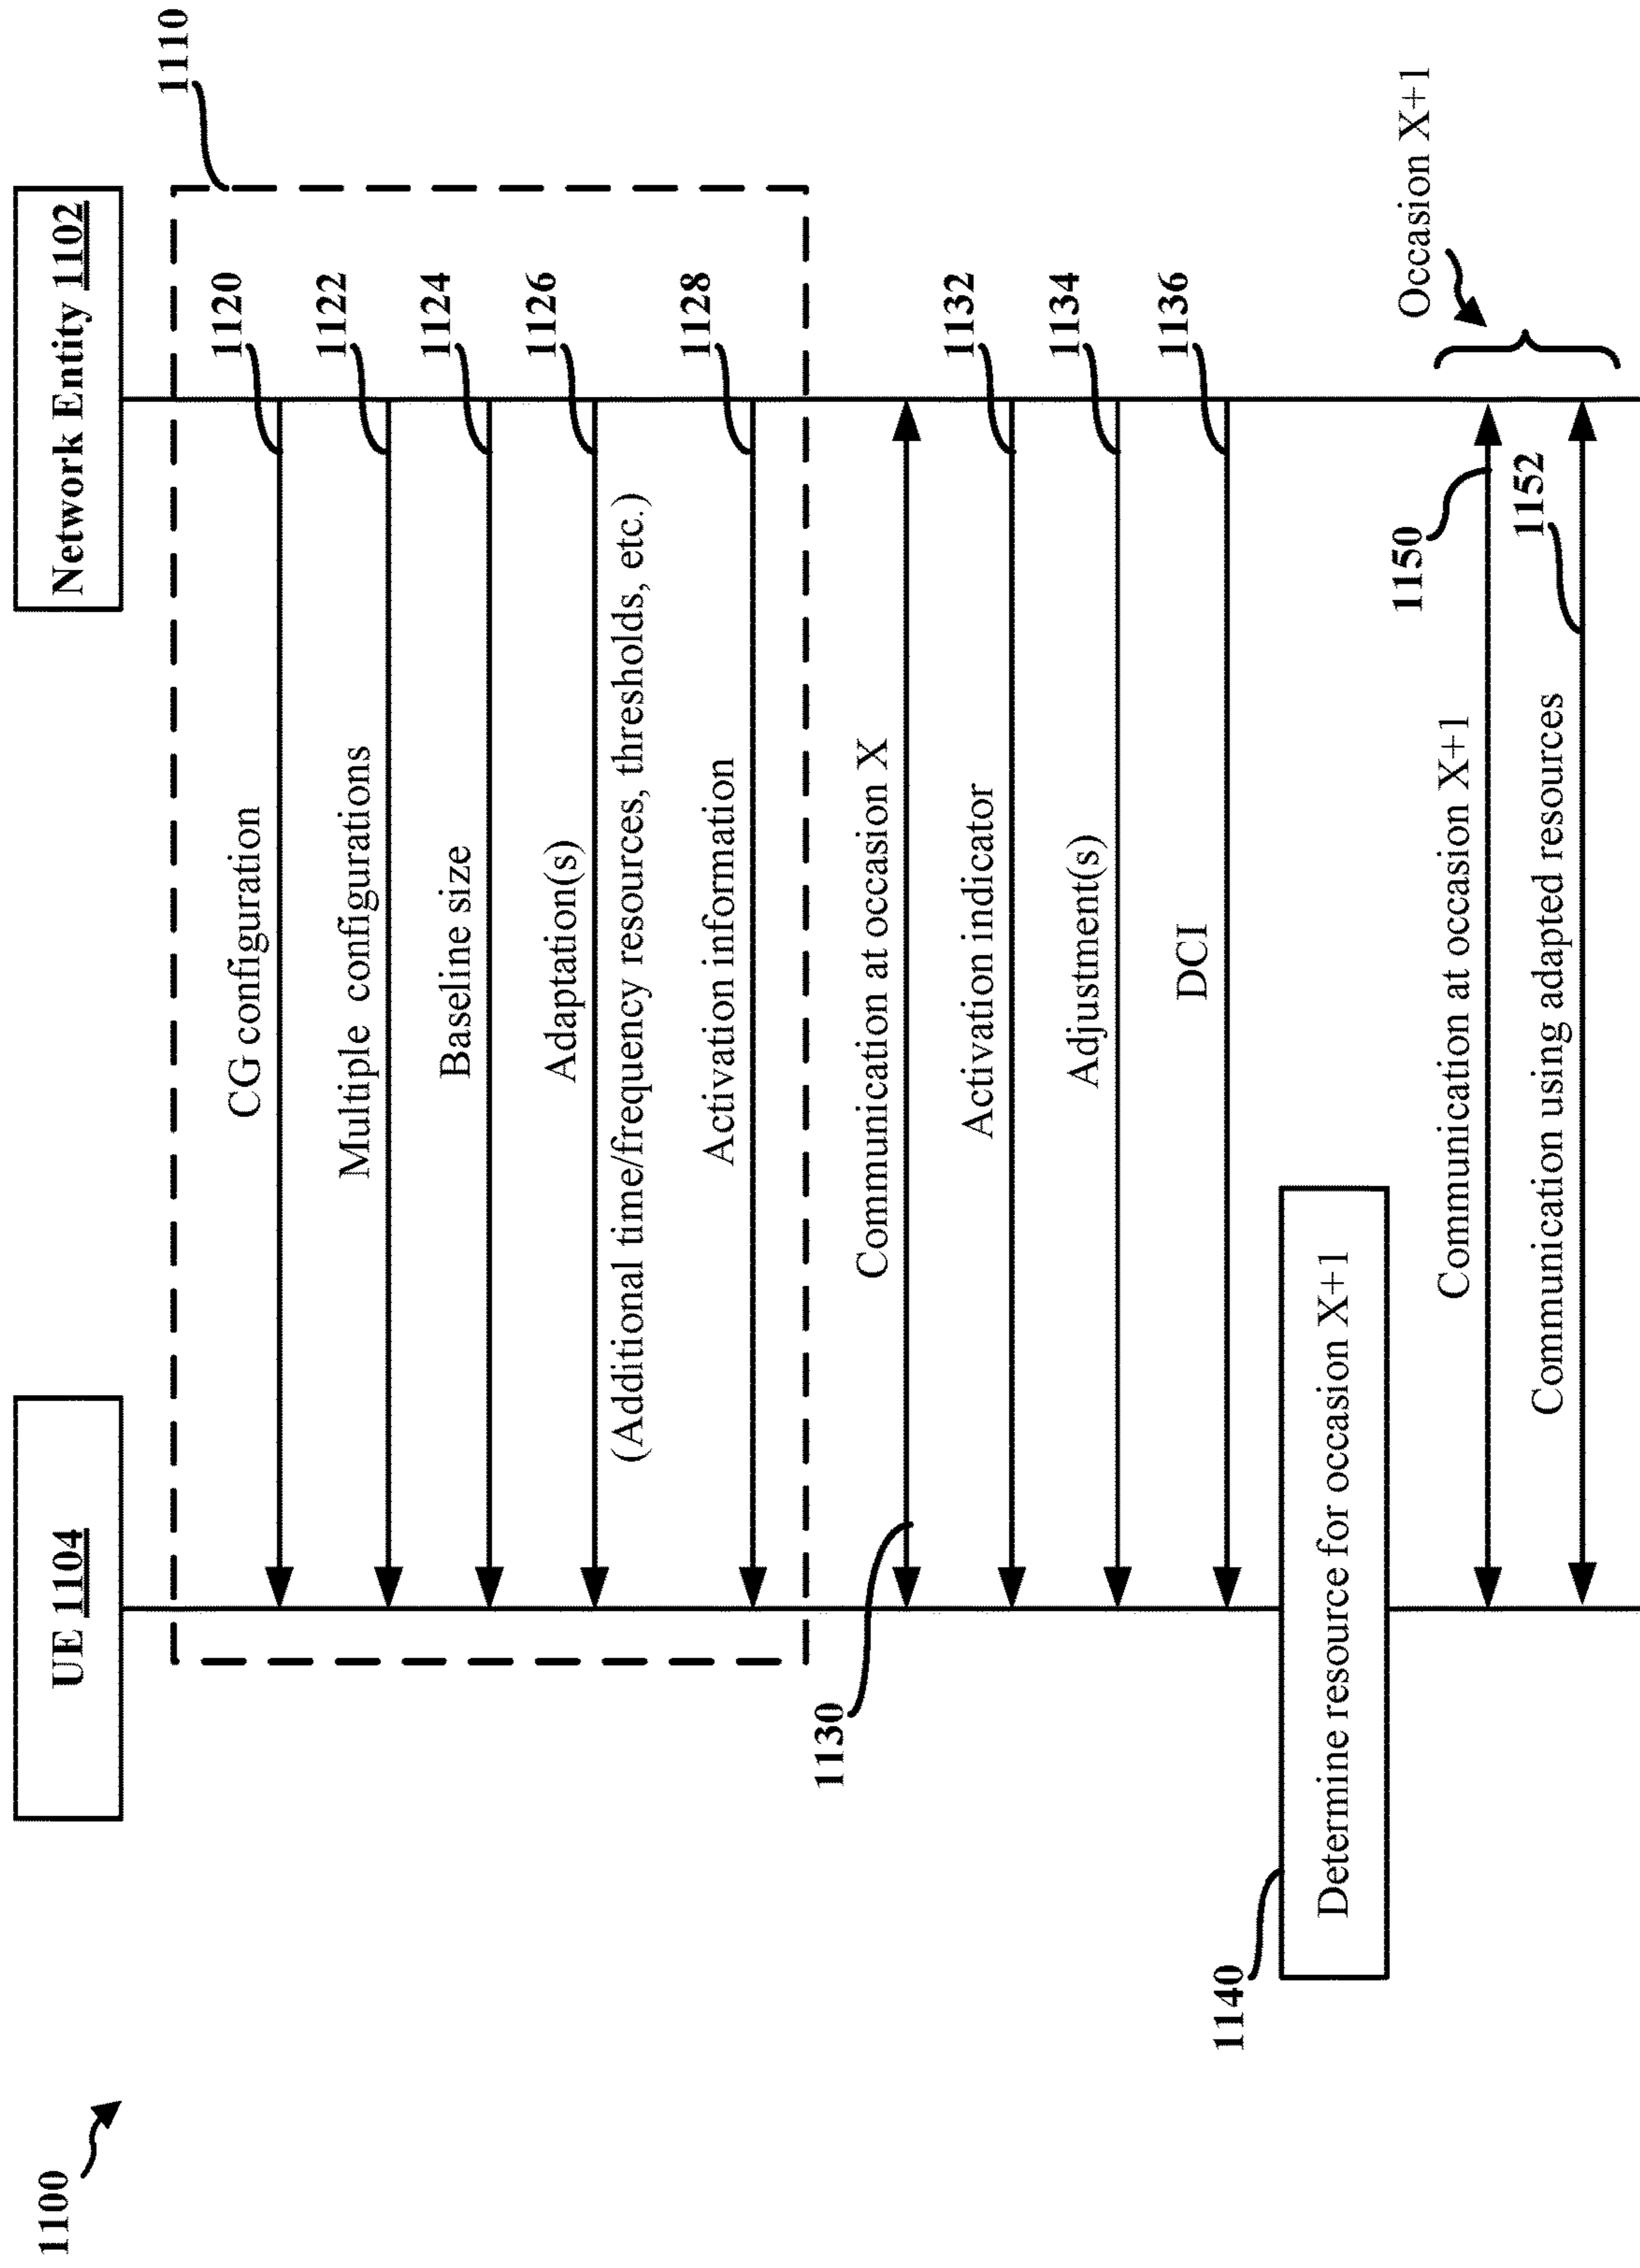 1100
UE 1104
Network Entity 1102
1110
CG configuration
1120
Multiple configurations
1122
Baseline size
1124
Adaptation(s)
1126
(Additional time/frequency resources, thresholds, etc.)
Activation information
1128
1130
Communication at occasion X
Activation indicator
1132
Adjustment(s)
1134
DCI
1136
1140
Determine resource for occasion X+1
Communication at occasion X+1
1150
Occasion X+1
Communication using adapted resources
1152